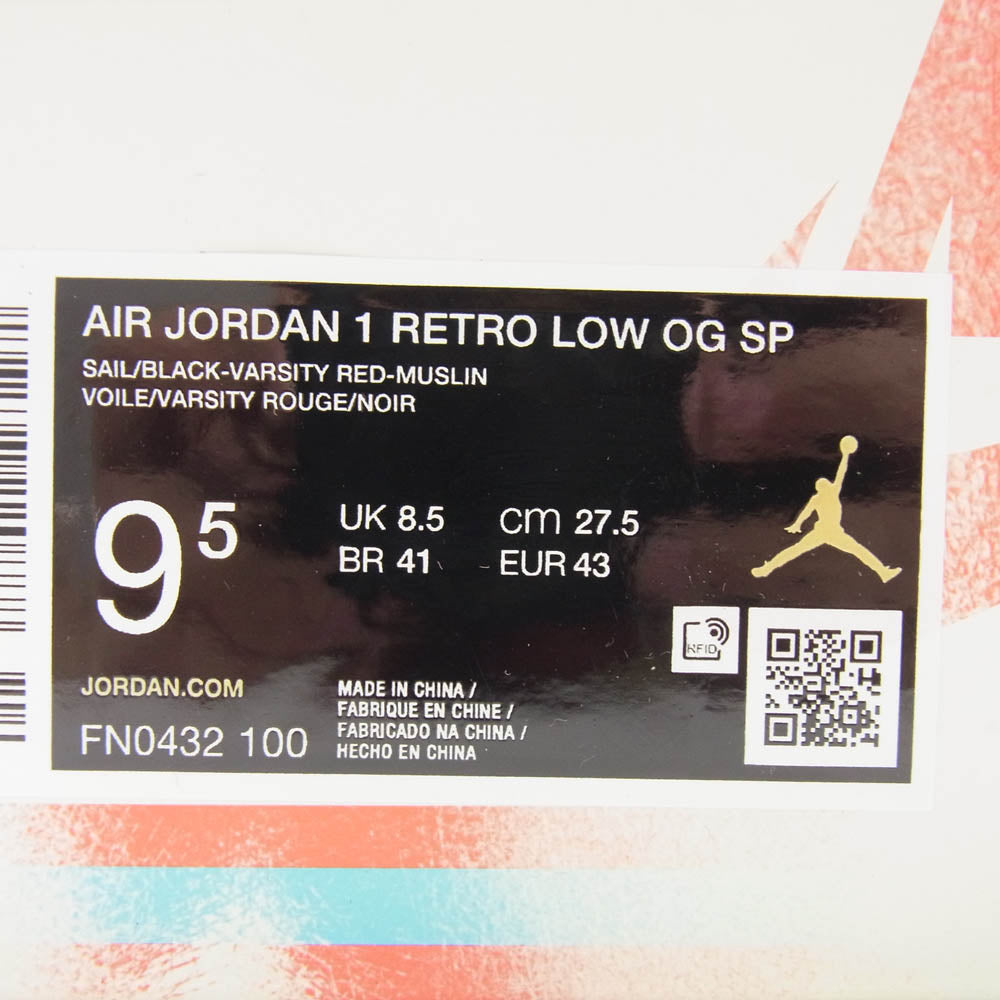 AIR JORDAN 1 RETRO LOW OG SP
SAIL/BLACK-VARSITY RED-MUSLIN
VOILE/VARSITY ROUGE/NOIR
9 5
UK 8.5 cm 27.5
BR 41 EUR 43
RFID
JORDAN.COM
FN0432 100
MADE IN CHINA /
FABRIQUE EN CHINE /
FABRICADO NA CHINA /
HECHO EN CHINA